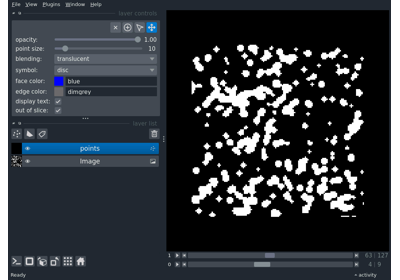 File View Plugins Window Help
layer controls
opacity: 1.00
point size: 10
blending: translucent
symbol: disc
face color: blue
edge color: dimgrey
display text:
out of slice:
layer list
points
Image
1 63 127
0 4 9
Ready
activity